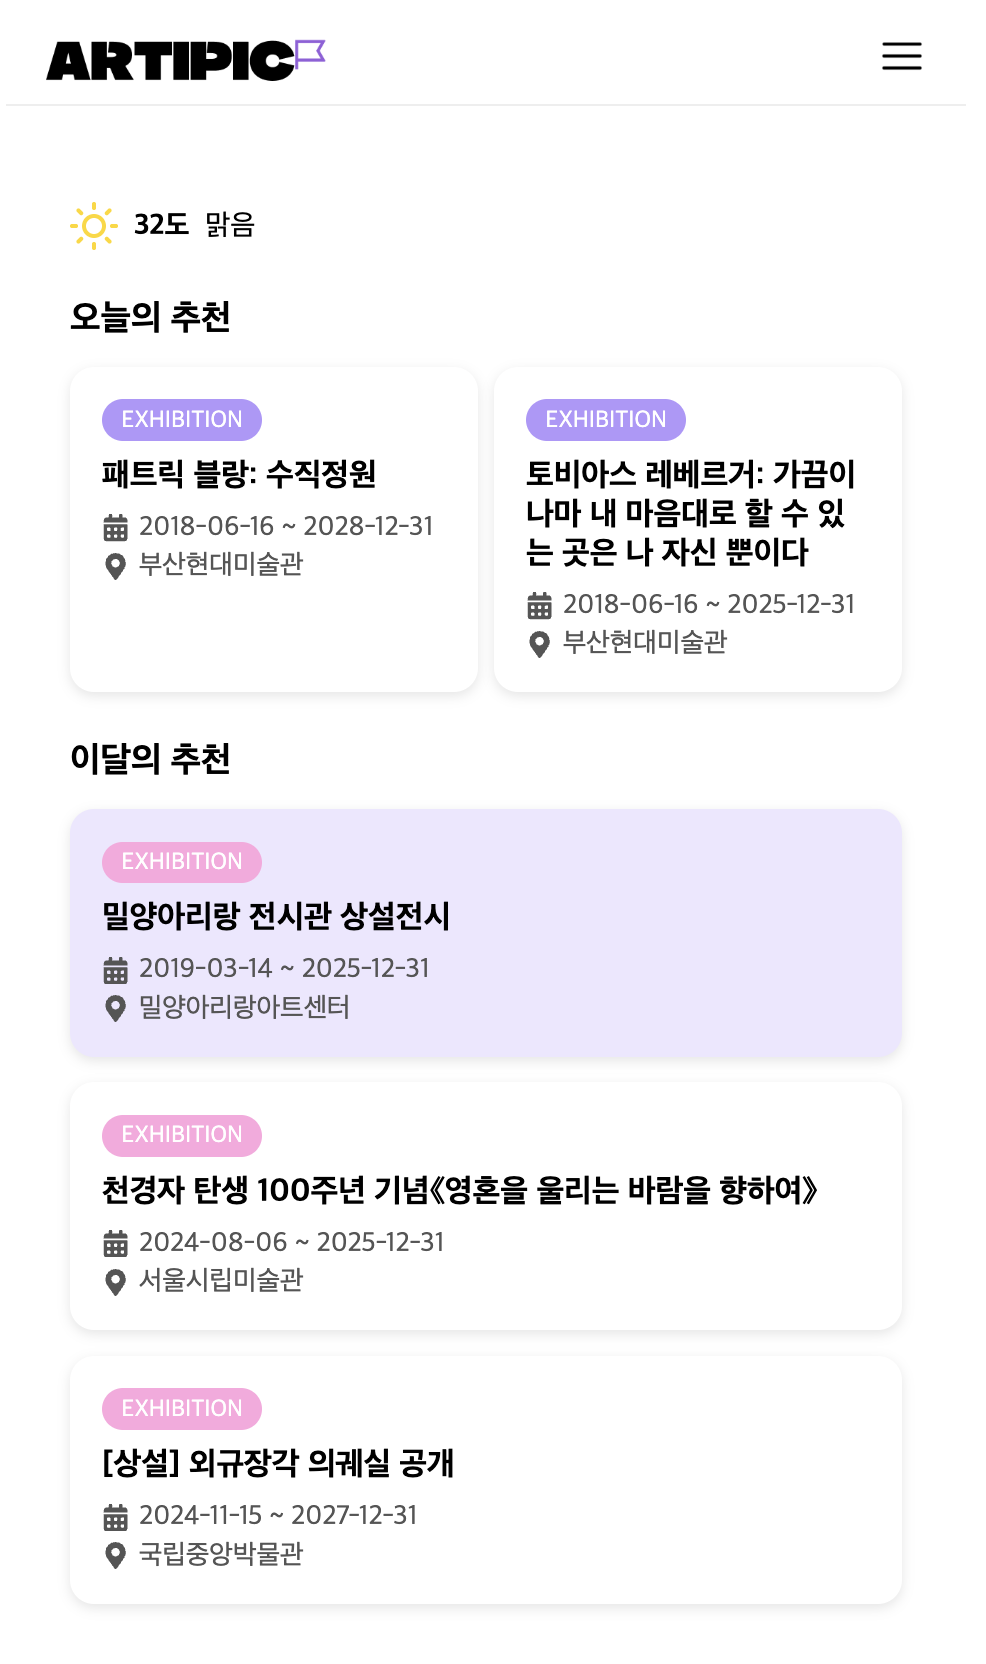 ARTIPIC
32도 맑음
오늘의 추천
EXHIBITION
패트릭 블랑: 수직정원
2018-06-16 ~ 2028-12-31
부산현대미술관
EXHIBITION
토비아스 레베르거: 가끔이
나마 내 마음대로 할 수 있
는 곳은 나 자신 뿐이다
2018-06-16 ~ 2025-12-31
부산현대미술관
이달의 추천
EXHIBITION
밀양아리랑 전시관 상설전시
2019-03-14 ~ 2025-12-31
밀양아리랑아트센터
EXHIBITION
천경자 탄생 100주년 기념《영혼을 울리는 바람을 향하여》
2024-08-06 ~ 2025-12-31
서울시립미술관
EXHIBITION
[상설] 외규장각 의궤실 공개
2024-11-15 ~ 2027-12-31
국립중앙박물관